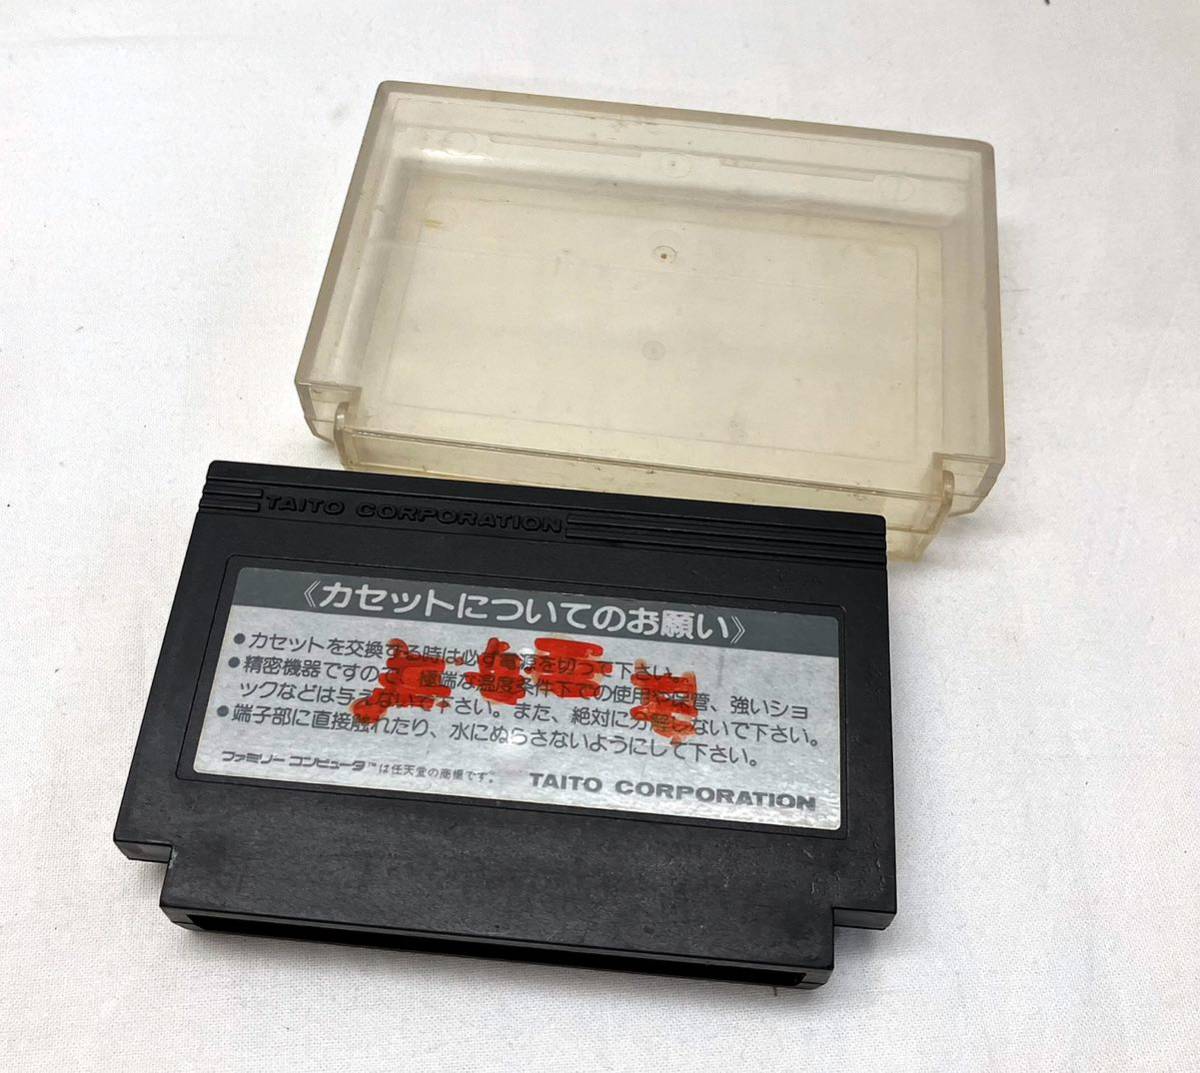 TAITO CORPORATION
《カセットについてのお願い》
●カセットを交換する時は必ず電源を切って下さい。
●精密機器ですので、極端な温度条件下での使用や保管、強いショ
ックなどは与えないで下さい。また、絶対に分解しないで下さい。
●端子部に直接触れたり、水にぬらさないようにして下さい。
ファミリーコンピュータ™は任天堂の商標です。
TAITO CORPORATION